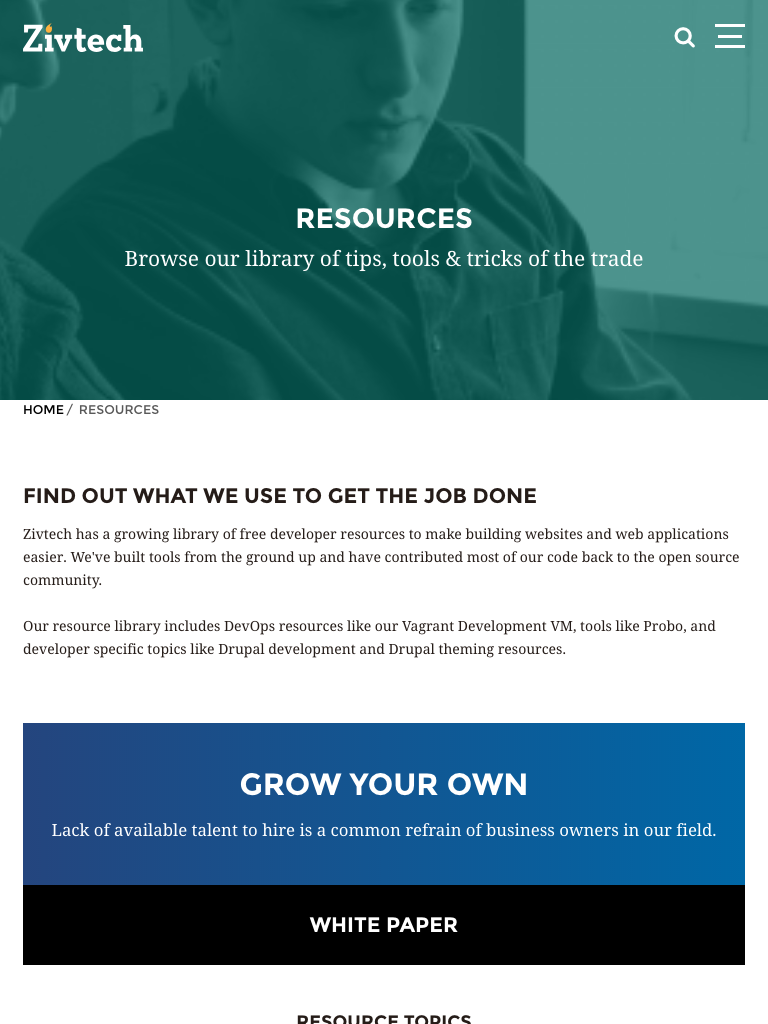 Zivtech
RESOURCES
Browse our library of tips, tools & tricks of the trade
HOME / RESOURCES
FIND OUT WHAT WE USE TO GET THE JOB DONE
Zivtech has a growing library of free developer resources to make building websites and web applications
easier. We've built tools from the ground up and have contributed most of our code back to the open source
community.
Our resource library includes DevOps resources like our Vagrant Development VM, tools like Probo, and
developer specific topics like Drupal development and Drupal theming resources.
GROW YOUR OWN
Lack of available talent to hire is a common refrain of business owners in our field.
WHITE PAPER
RESOURCE TOPICS